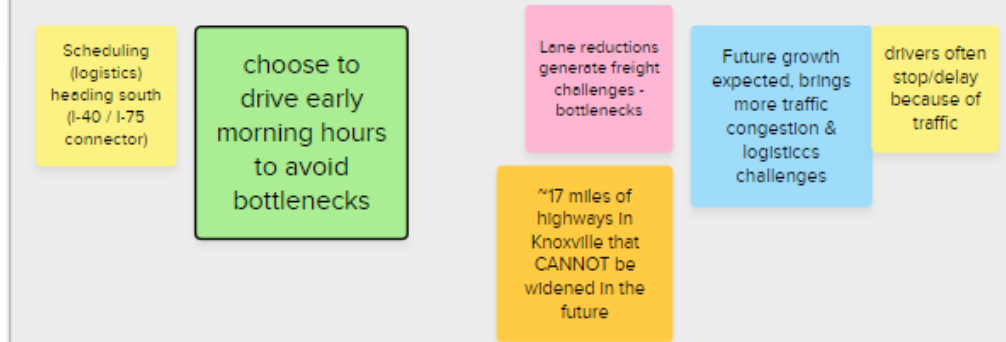 Scheduling
(logistics)
heading south
(I-40 / I-75
connector)
choose to
drive early
morning hours
to avoid
bottlenecks
Lane reductions
generate freight
challenges -
bottlenecks
~17 miles of
highways in
Knoxville that
CANNOT be
widened in the
future
Future growth
expected, brings
more traffic
congestion &
logisticcs
challenges
drivers often
stop/delay
because of
traffic